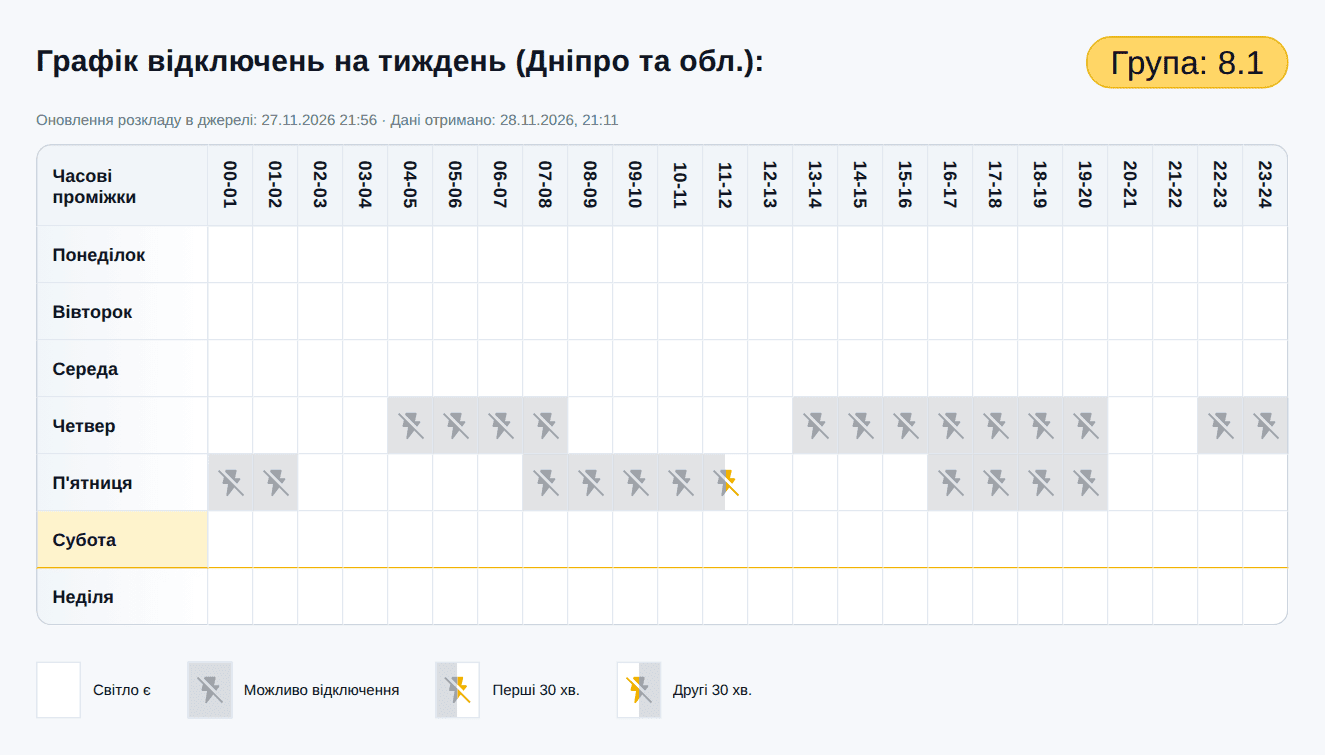 Графік відключень на тиждень (Дніпро та обл.):
Група: 8.1
Оновлення розкладу в джерелі: 27.11.2026 21:56 · Дані отримано: 28.11.2026, 21:11
Часові
проміжки
00-01
01-02
02-03
03-04
04-05
05-06
06-07
07-08
08-09
09-10
10-11
11-12
12-13
13-14
14-15
15-16
16-17
17-18
18-19
19-20
20-21
21-22
22-23
23-24
Понеділок
Вівторок
Середа
Четвер
П'ятниця
Субота
Неділя
Світло є
Можливо відключення
Перші 30 хв.
Другі 30 хв.